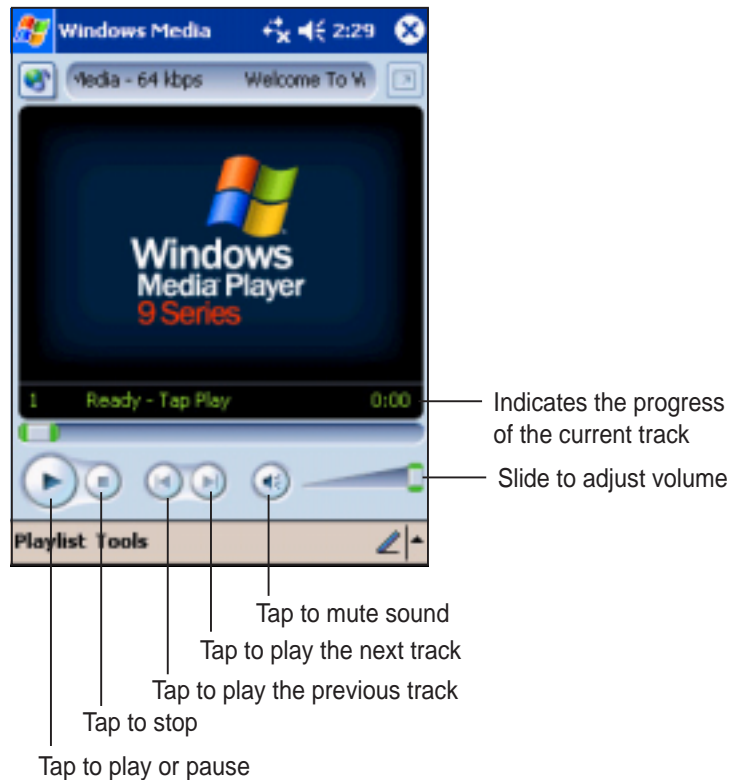 Windows Media 2:29
Media - 64 kbps Welcome To W
Windows
Media Player
9 Series
1 Ready - Tap Play 0:00
Indicates the progress
of the current track
Slide to adjust volume
Playlist Tools
Tap to mute sound
Tap to play the next track
Tap to play the previous track
Tap to stop
Tap to play or pause